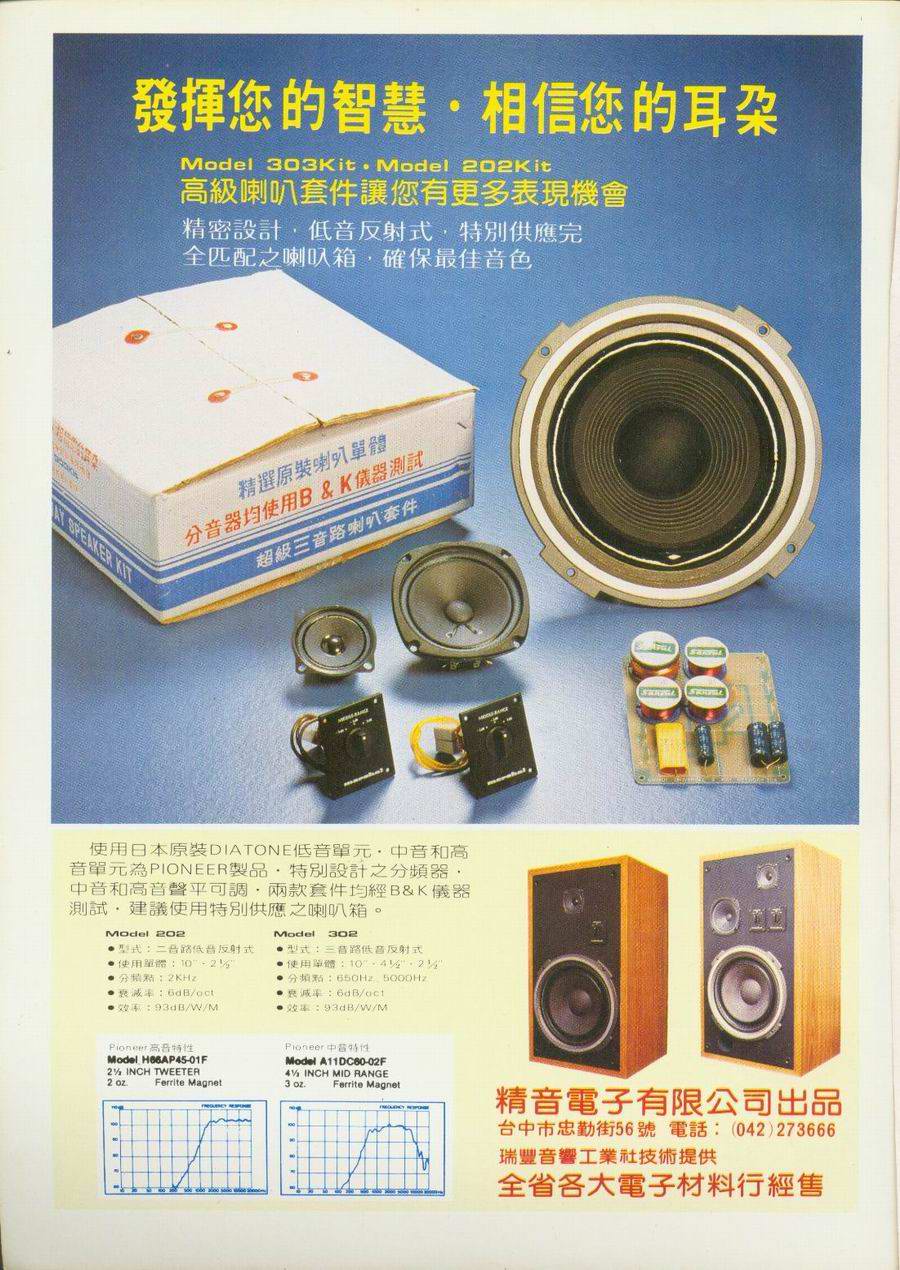 發揮您的智慧・相信您的耳朶
Model 303Kit • Model 202Kit
高級喇叭套件讓您有更多表現機會
精密設計，低音反射式，特別供應完
全匹配之喇叭箱，確保最佳音色
精選原裝喇叭單體
分音器均使用B & K儀器測試
超級三音路喇叭套件
AY SPEAKER KIT
MIDDLE RANGE
使用日本原裝DIATONE低音單元・中音和高
音單元為PIONEER製品・特別設計之分頻器・
中音和高音聲平可調・兩款套件均經B&K儀器
測試・建議使用特別供應之喇叭箱。
Model 202
●型式：二音路低音反射式
●使用單體：10"・2½"
●分頻點：2KHz
●衰減率：6dB/oct
●效率：93dB/W/M
Model 302
●型式：三音路低音反射式
●使用單體：10"・4½"・2½"
●分頻點：650Hz 5000Hz
●衰減率：6dB/oct
●效率：93dB/W/M
Pioneer高音特性
Model H66AP45-01F
2½ INCH TWEETER
2 oz. Ferrite Magnet
FREQUENCY RESPONSE
Pioneer中音特性
Model A11DC60-02F
4½ INCH MID RANGE
3 oz. Ferrite Magnet
FREQUENCY RESPONSE
精音電子有限公司出品
台中市忠勤街56號 電話：(042)273666
瑞豐音響工業社技術提供
全省各大電子材料行經售